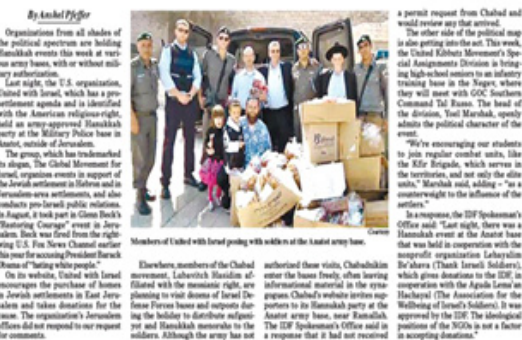 By Anshel Pfeffer
Organizations from all shades of
the political spectrum are holding
Hanukkah events this week at vari-
ous army bases, with or without mili-
tary authorization.
Last night, the U.S. organization,
United with Israel, which has a pro-
settlement agenda and is identified
with the American religious-right,
held an army-approved Hanukkah
party at the Military Police base in
Anatot, outside of Jerusalem.
The group, which has trademarked
its slogan, The Global Movement for
Israel, organizes events in support of
the Jewish settlement in Hebron and in
Jerusalem-area settlements, and also
conducts pro-Israeli public relations.
In August, it took part in Glenn Beck's
"Restoring Courage" event in Jeru-
salem. Beck was fired from the right-
wing U.S. Fox News Channel earlier
this year for accusing President Barack
Obama of "hating white people."
On its website, United with Israel
encourages the purchase of homes
in Jewish settlements in East Jeru-
salem and takes donations for the
cause. The organization's Jerusalem
offices did not respond to our request
for comments.
Courtesy
Members of United with Israel posing with soldiers at the Anatot army base.
Elsewhere, members of the Chabad
movement, Lubavitch Hasidim af-
filiated with the messianic right, are
planning to visit dozens of Israel De-
fense Forces bases and outposts dur-
ing the holiday to distribute sufgani-
yot and Hanukkah menorahs to the
soldiers. Although the army has not
authorized these visits, Chabadnikim
enter the bases freely, often leaving
informational material in the syna-
gogues. Chabad's website invites sup-
porters to its Hanukkah party at the
Anatot army base, near Ramallah.
The IDF Spokesman's Office said in
a response that it had not received
a permit request from Chabad and
would review any that arrived.
The other side of the political map
is also getting into the act. This week,
the United Kibbutz Movement's Spe-
cial Assignments Division is bring-
ing high-school seniors to an infantry
training base in the Negev, where
they will meet with GOC Southern
Command Tal Russo. The head of
the division, Yoel Marshak, openly
admits the political character of the
event.
"We're encouraging our students
to join regular combat units, like
the Kfir Brigade, which serves in
the territories, and not only the elite
units," Marshak said, adding – "as a
counterweight to the influence of the
settlers."
In a response, the IDF Spokesman's
Office said: "Last night, there was a
Hanukkah event at the Anatot base
that was held in cooperation with the
nonprofit organization Lehayalim
Be'ahava (Thank Israeli Soldiers),
which gives donations to the IDF, in
cooperation with the Aguda Lema'an
Hachayal (The Association for the
Wellbeing of Israel's Soldiers). It was
approved by the IDF. The ideological
positions of the NGOs is not a factor
in accepting donations."